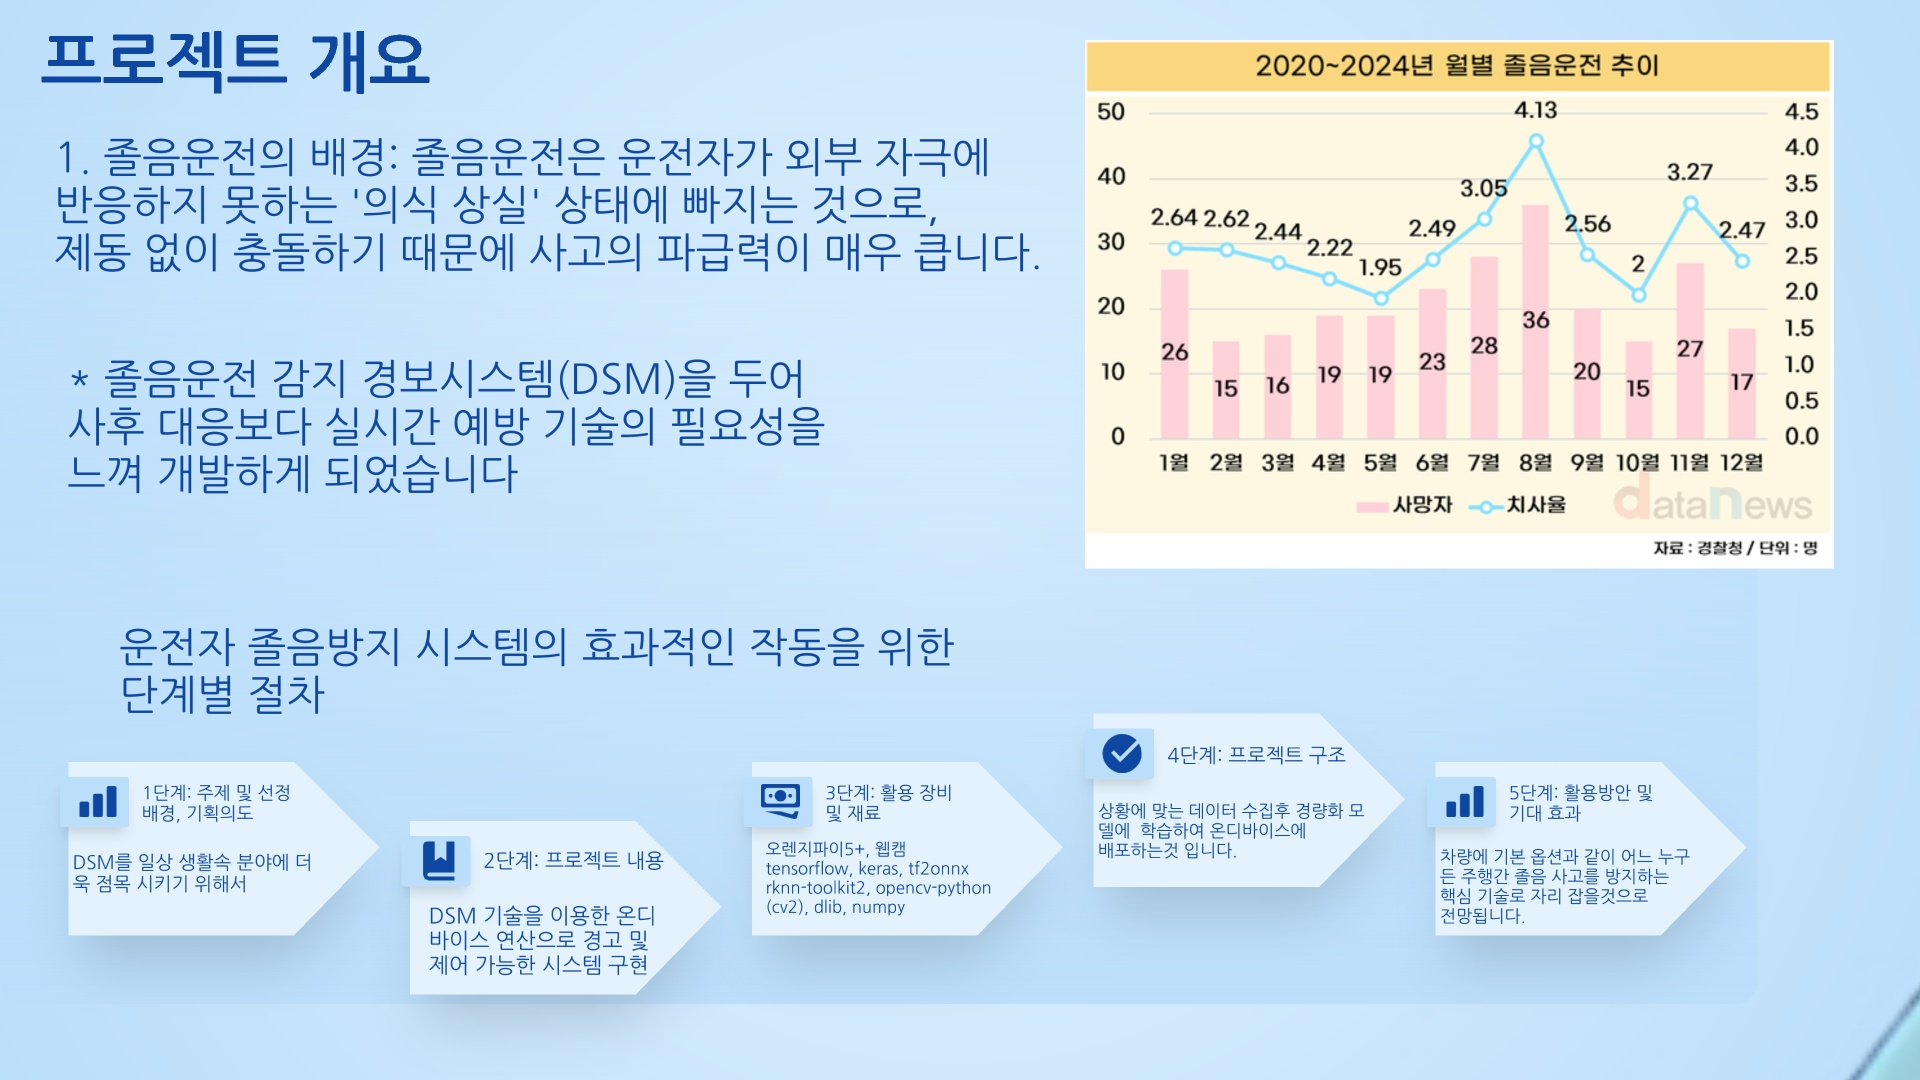 프로젝트 개요
1. 졸음운전의 배경: 졸음운전은 운전자가 외부 자극에
반응하지 못하는 '의식 상실' 상태에 빠지는 것으로,
제동 없이 충돌하기 때문에 사고의 파급력이 매우 큽니다.
* 졸음운전 감지 경보시스템(DSM)을 두어
사후 대응보다 실시간 예방 기술의 필요성을
느껴 개발하게 되었습니다
2020~2024년 월별 졸음운전 추이
50 4.13 4.5
4.0
40 3.05 3.27 3.5
2.64 2.62 2.44 2.22 1.95 2.49 2.56 2 2.47 3.0
30 2.5
2.0
20 1.5
26 15 16 19 19 23 28 36 20 15 27 17
10 1.0
0.5
0 0.0
1월 2월 3월 4월 5월 6월 7월 8월 9월 10월 11월 12월
사망자 치사율
datanews
자료 : 경찰청 / 단위 : 명
운전자 졸음방지 시스템의 효과적인 작동을 위한
단계별 절차
1단계: 주제 및 선정
배경, 기획의도
DSM를 일상 생활속 분야에 더
욱 점목 시키기 위해서
2단계: 프로젝트 내용
DSM 기술을 이용한 온디
바이스 연산으로 경고 및
제어 가능한 시스템 구현
3단계: 활용 장비
및 재료
오렌지파이5+, 웹캠
tensorflow, keras, tf2onnx
rknn-toolkit2, opencv-python
(cv2), dlib, numpy
4단계: 프로젝트 구조
상황에 맞는 데이터 수집후 경량화 모
델에 학습하여 온디바이스에
배포하는것 입니다.
5단계: 활용방안 및
기대 효과
차량에 기본 옵션과 같이 어느 누구
든 주행간 졸음 사고를 방지하는
핵심 기술로 자리 잡을것으로
전망됩니다.